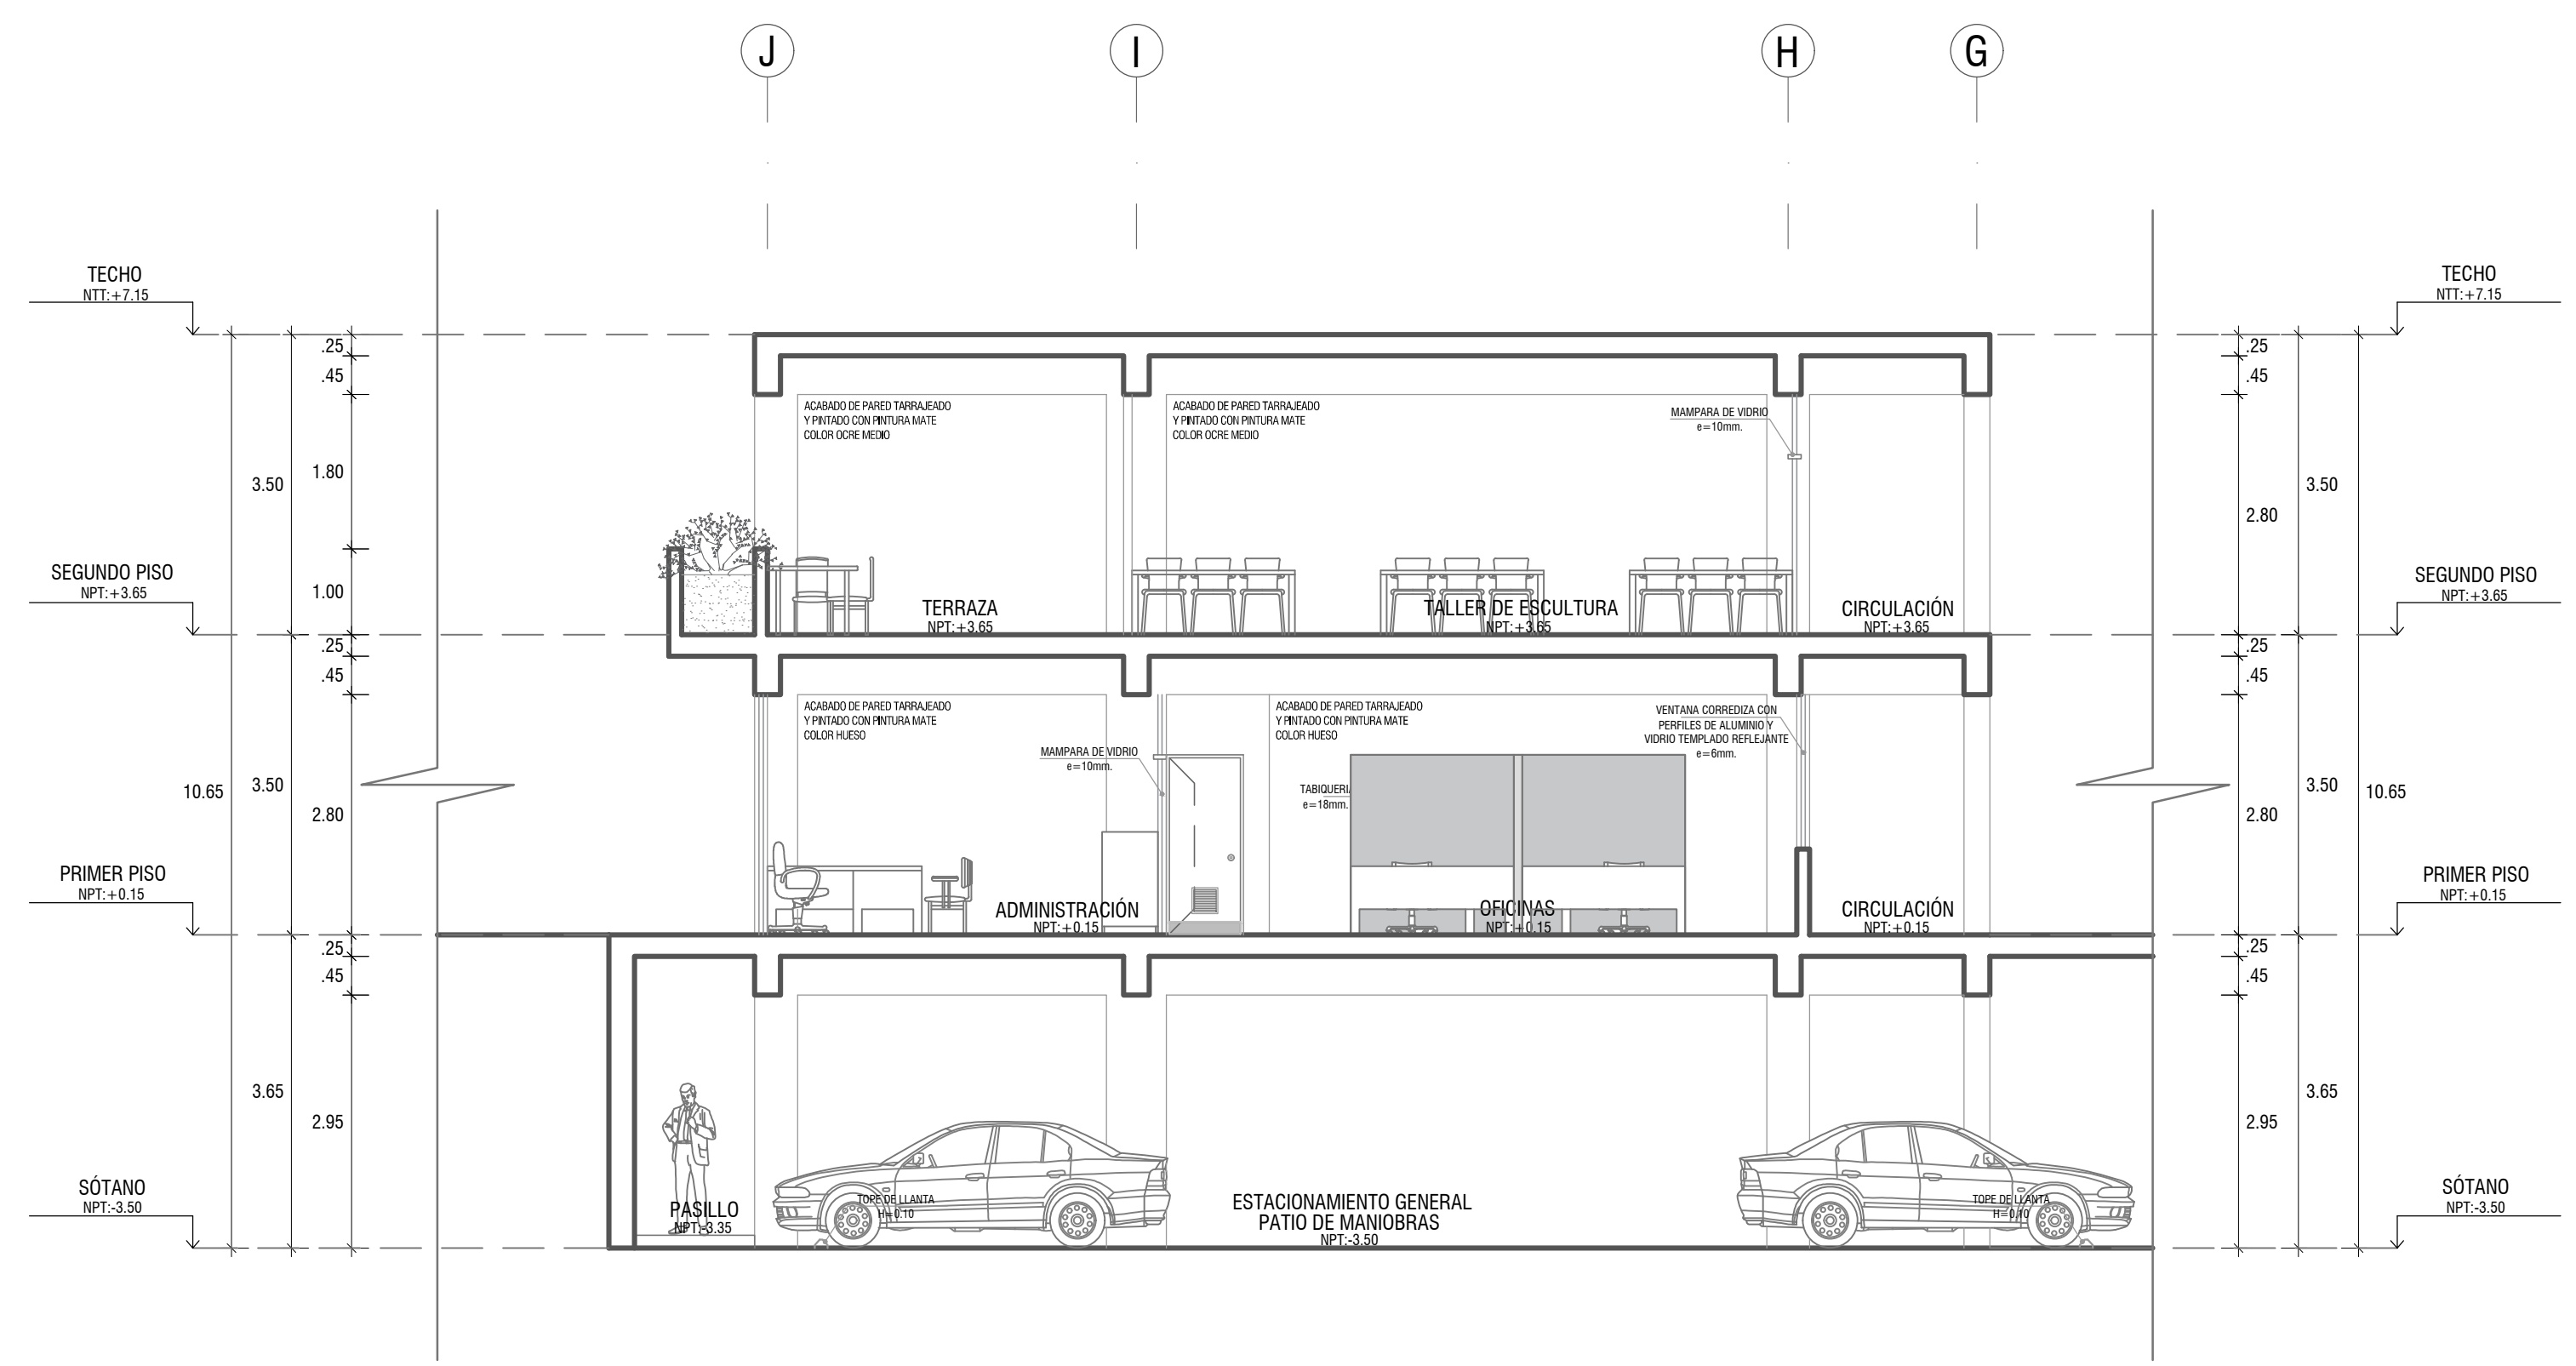 J
I
H
G
TECHO
NTT:+7.15
TECHO
NTT:+7.15
.25
.45
1.80
3.50
1.00
.25
.45
2.80
3.50
ACABADO DE PARED TARRAJEADO
Y PINTADO CON PINTURA MATE
COLOR OCRE MEDIO
ACABADO DE PARED TARRAJEADO
Y PINTADO CON PINTURA MATE
COLOR OCRE MEDIO
MAMPARA DE VIDRIO
e=10mm.
SEGUNDO PISO
NPT:+3.65
TERRAZA
NPT:+3.65
TALLER DE ESCULTURA
NPT:+3.65
CIRCULACIÓN
NPT:+3.65
SEGUNDO PISO
NPT:+3.65
.25
.45
10.65
3.50
2.80
.25
.45
2.80
3.50
10.65
ACABADO DE PARED TARRAJEADO
Y PINTADO CON PINTURA MATE
COLOR HUESO
MAMPARA DE VIDRIO
e=10mm.
ACABADO DE PARED TARRAJEADO
Y PINTADO CON PINTURA MATE
COLOR HUESO
TABIQUERI
e=18mm.
VENTANA CORREDIZA CON
PERFILES DE ALUMINIO Y
VIDRIO TEMPLADO REFLEJANTE
e=6mm.
PRIMER PISO
NPT:+0.15
ADMINISTRACIÓN
NPT:+0.15
OFICINAS
NPT:+0.15
CIRCULACIÓN
NPT:+0.15
PRIMER PISO
NPT:+0.15
.25
.45
3.65
2.95
.25
.45
2.95
3.65
SÓTANO
NPT:-3.50
PASILLO
NPT:-3.35
TOPE DE LLANTA
H=0.10
ESTACIONAMIENTO GENERAL
PATIO DE MANIOBRAS
NPT:-3.50
TOPE DE LLANTA
H=0.10
SÓTANO
NPT:-3.50